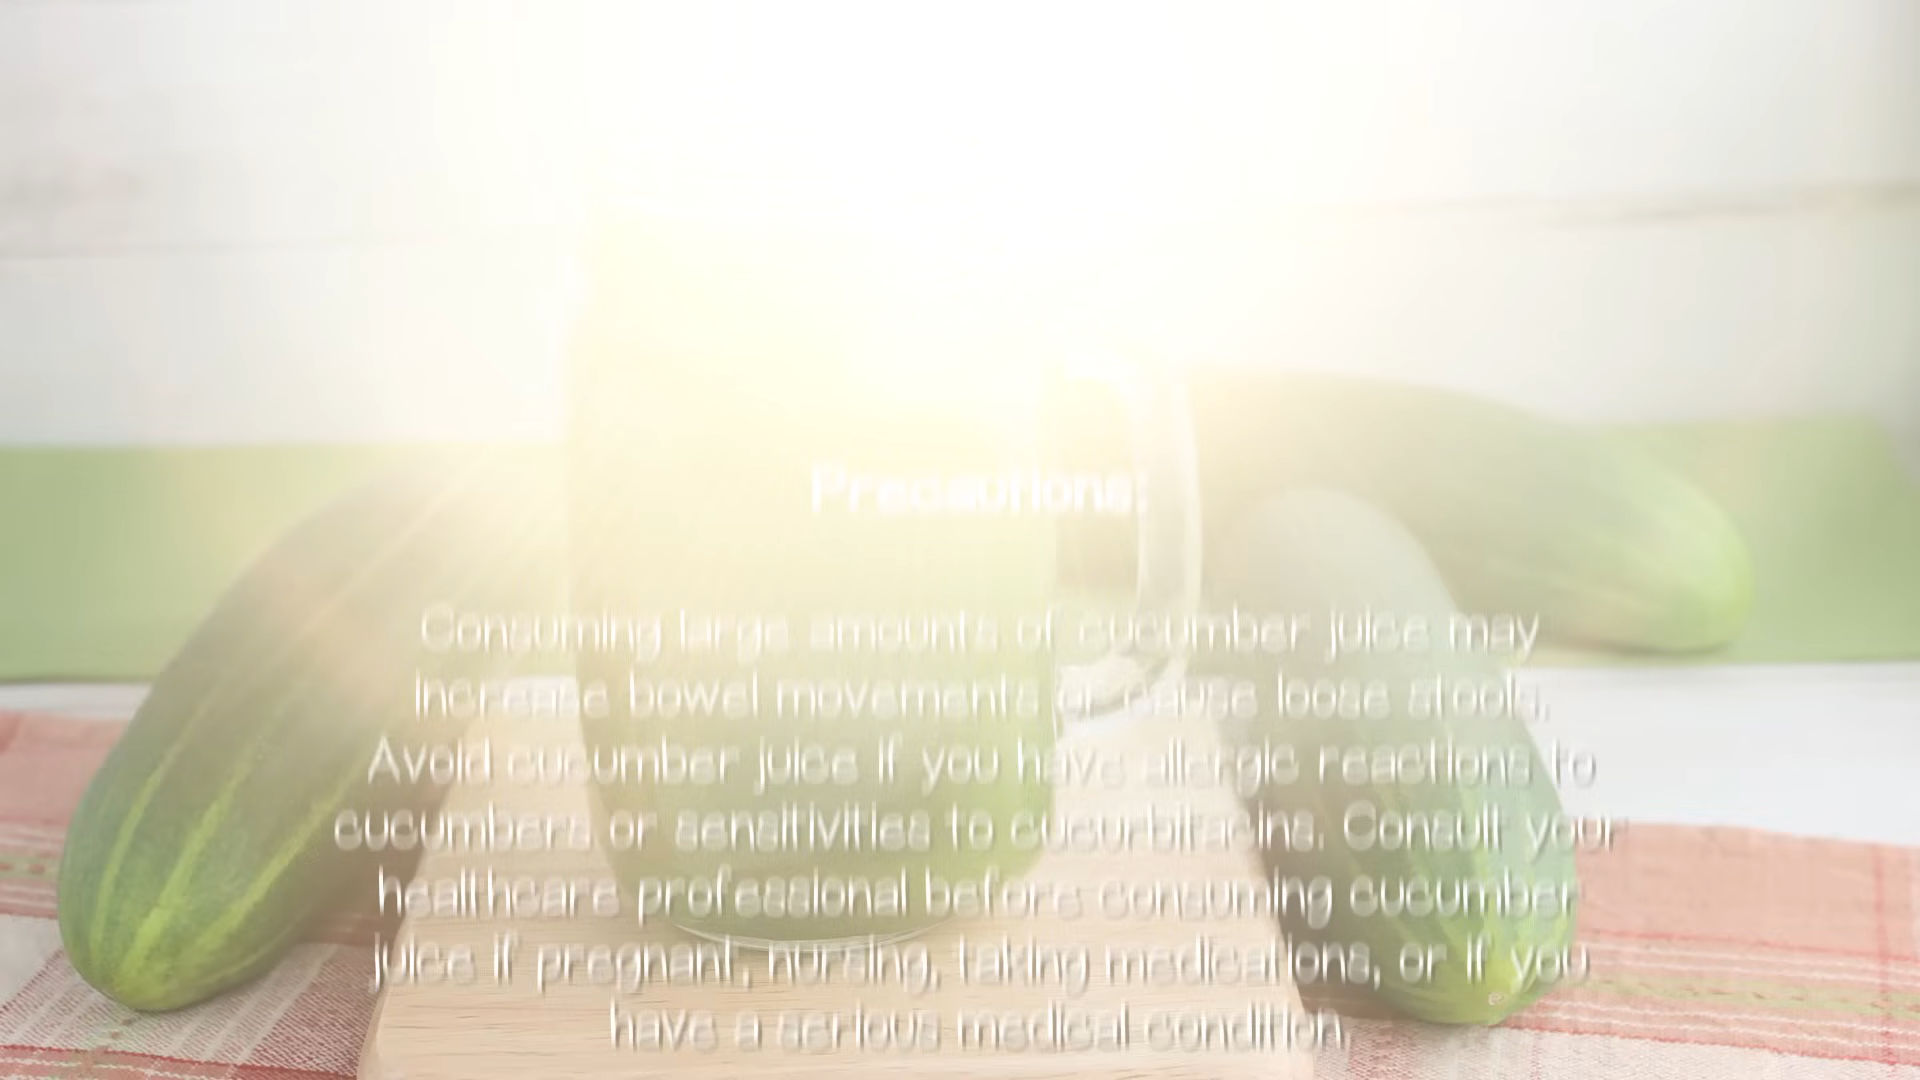 Precautions:
Consuming large amounts of cucumber juice may
increase bowel movements or cause loose stools.
Avoid cucumber juice if you have allergic reactions to
cucumbers or sensitivities to cucurbitacins. Consult your
healthcare professional before consuming cucumber
juice if pregnant, nursing, taking medications, or if you
have a serious medical condition.